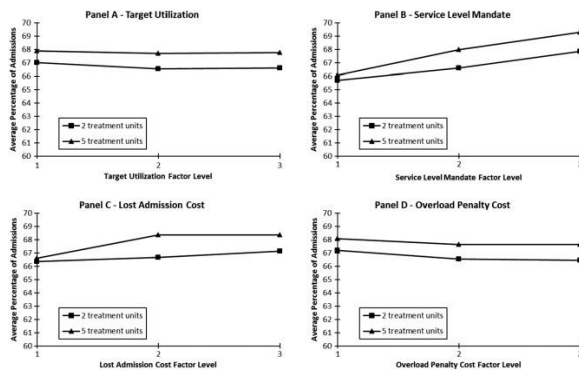 Panel A - Target Utilization
Average Percentage of Admissions
70
69
68
67
66
65
64
63
62
61
60
2 treatment units
5 treatment units
1
2
3
Target Utilization Factor Level
Panel B - Service Level Mandate
Average Percentage of Admissions
70
69
68
67
66
65
64
63
62
61
60
2 treatment units
5 treatment units
1
2
3
Service Level Mandate Factor Level
Panel C - Lost Admission Cost
Average Percentage of Admissions
70
69
68
67
66
65
64
63
62
61
60
2 treatment units
5 treatment units
1
2
3
Lost Admission Cost Factor Level
Panel D - Overload Penalty Cost
Average Percentage of Admissions
70
69
68
67
66
65
64
63
62
61
60
2 treatment units
5 treatment units
1
2
Overload Penalty Cost Factor Level